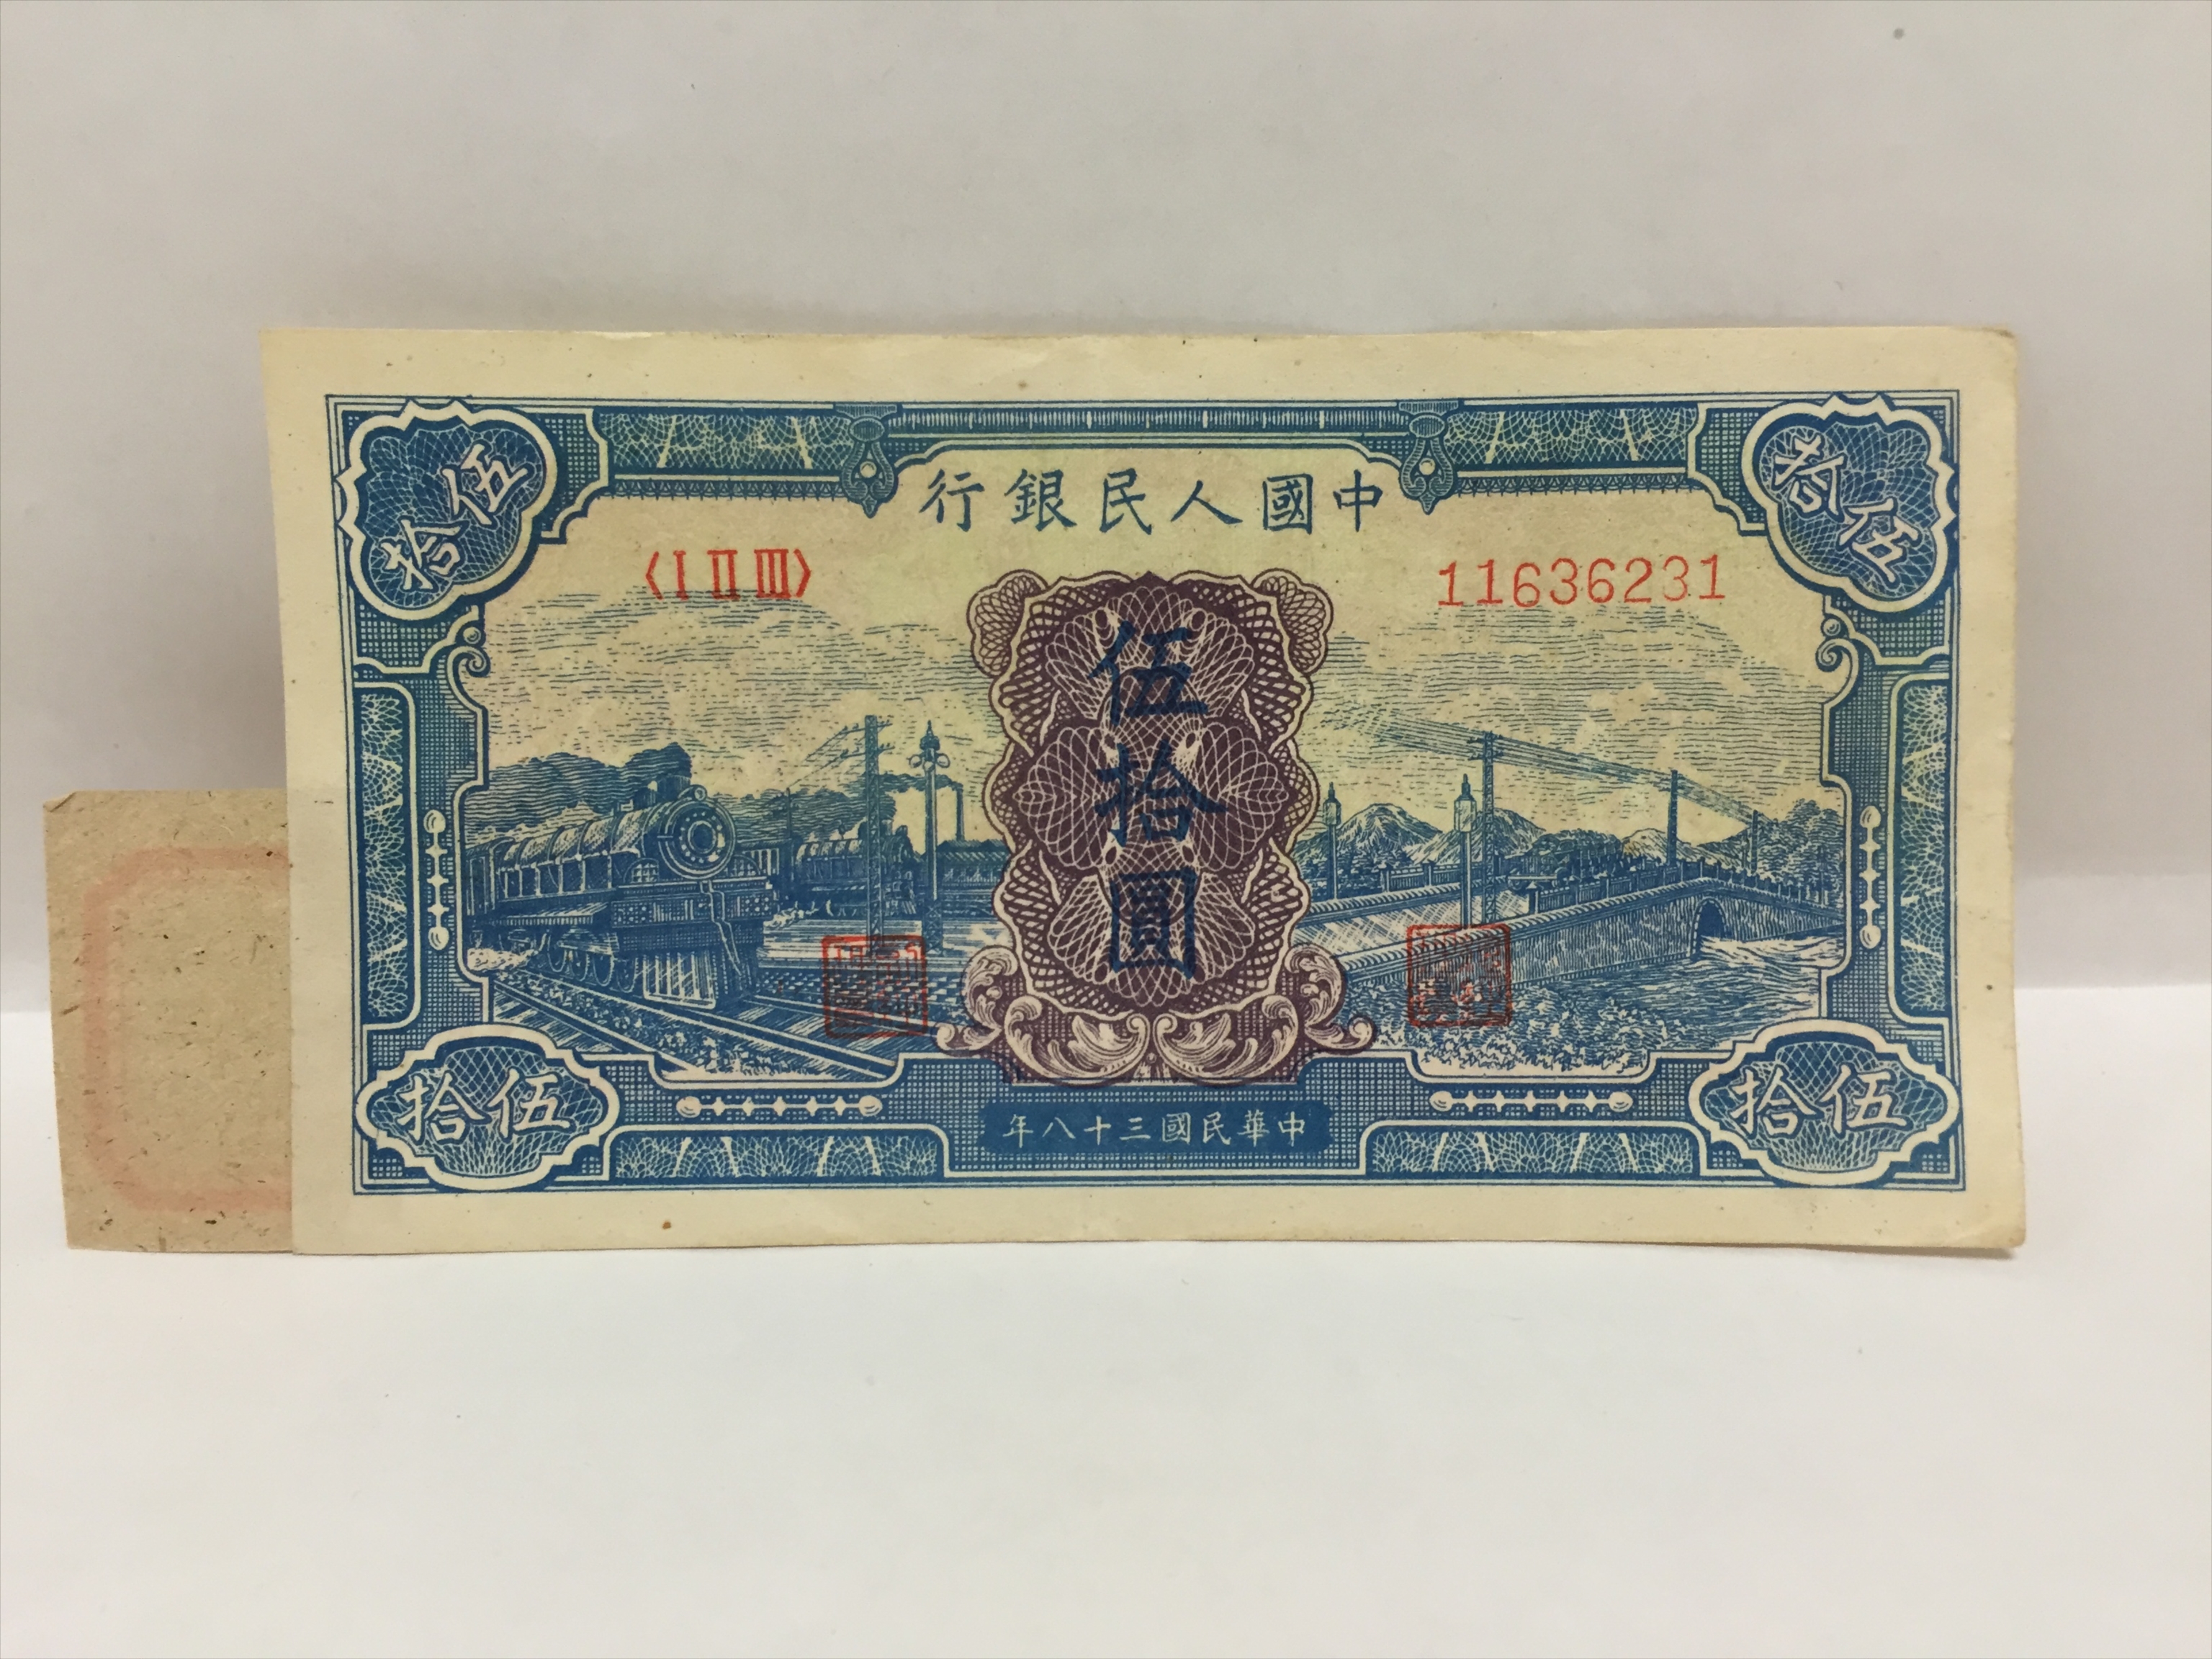 中國人民銀行
伍拾
伍拾
〈Ⅰ Ⅱ Ⅲ〉
11636231
伍拾圓
伍拾
伍拾
中華民國三十八年